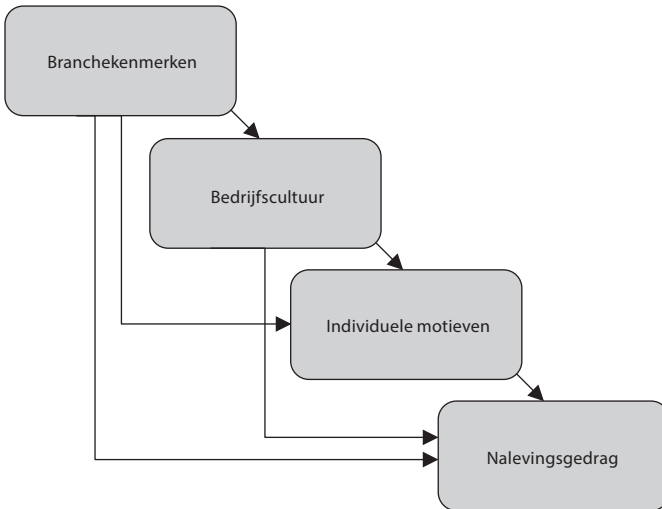 Branchekenmerken
Bedrijfscultuur
Individuele motieven
Nalevingsgedrag